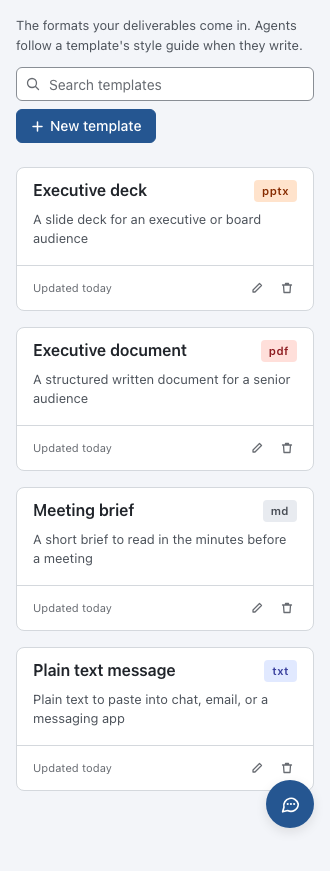 The formats your deliverables come in. Agents
follow a template's style guide when they write.
Search templates
New template
Executive deck
pptx
A slide deck for an executive or board
audience
Updated today
Executive document
pdf
A structured written document for a senior
audience
Updated today
Meeting brief
md
A short brief to read in the minutes before
a meeting
Updated today
Plain text message
txt
Plain text to paste into chat, email, or a
messaging app
Updated today